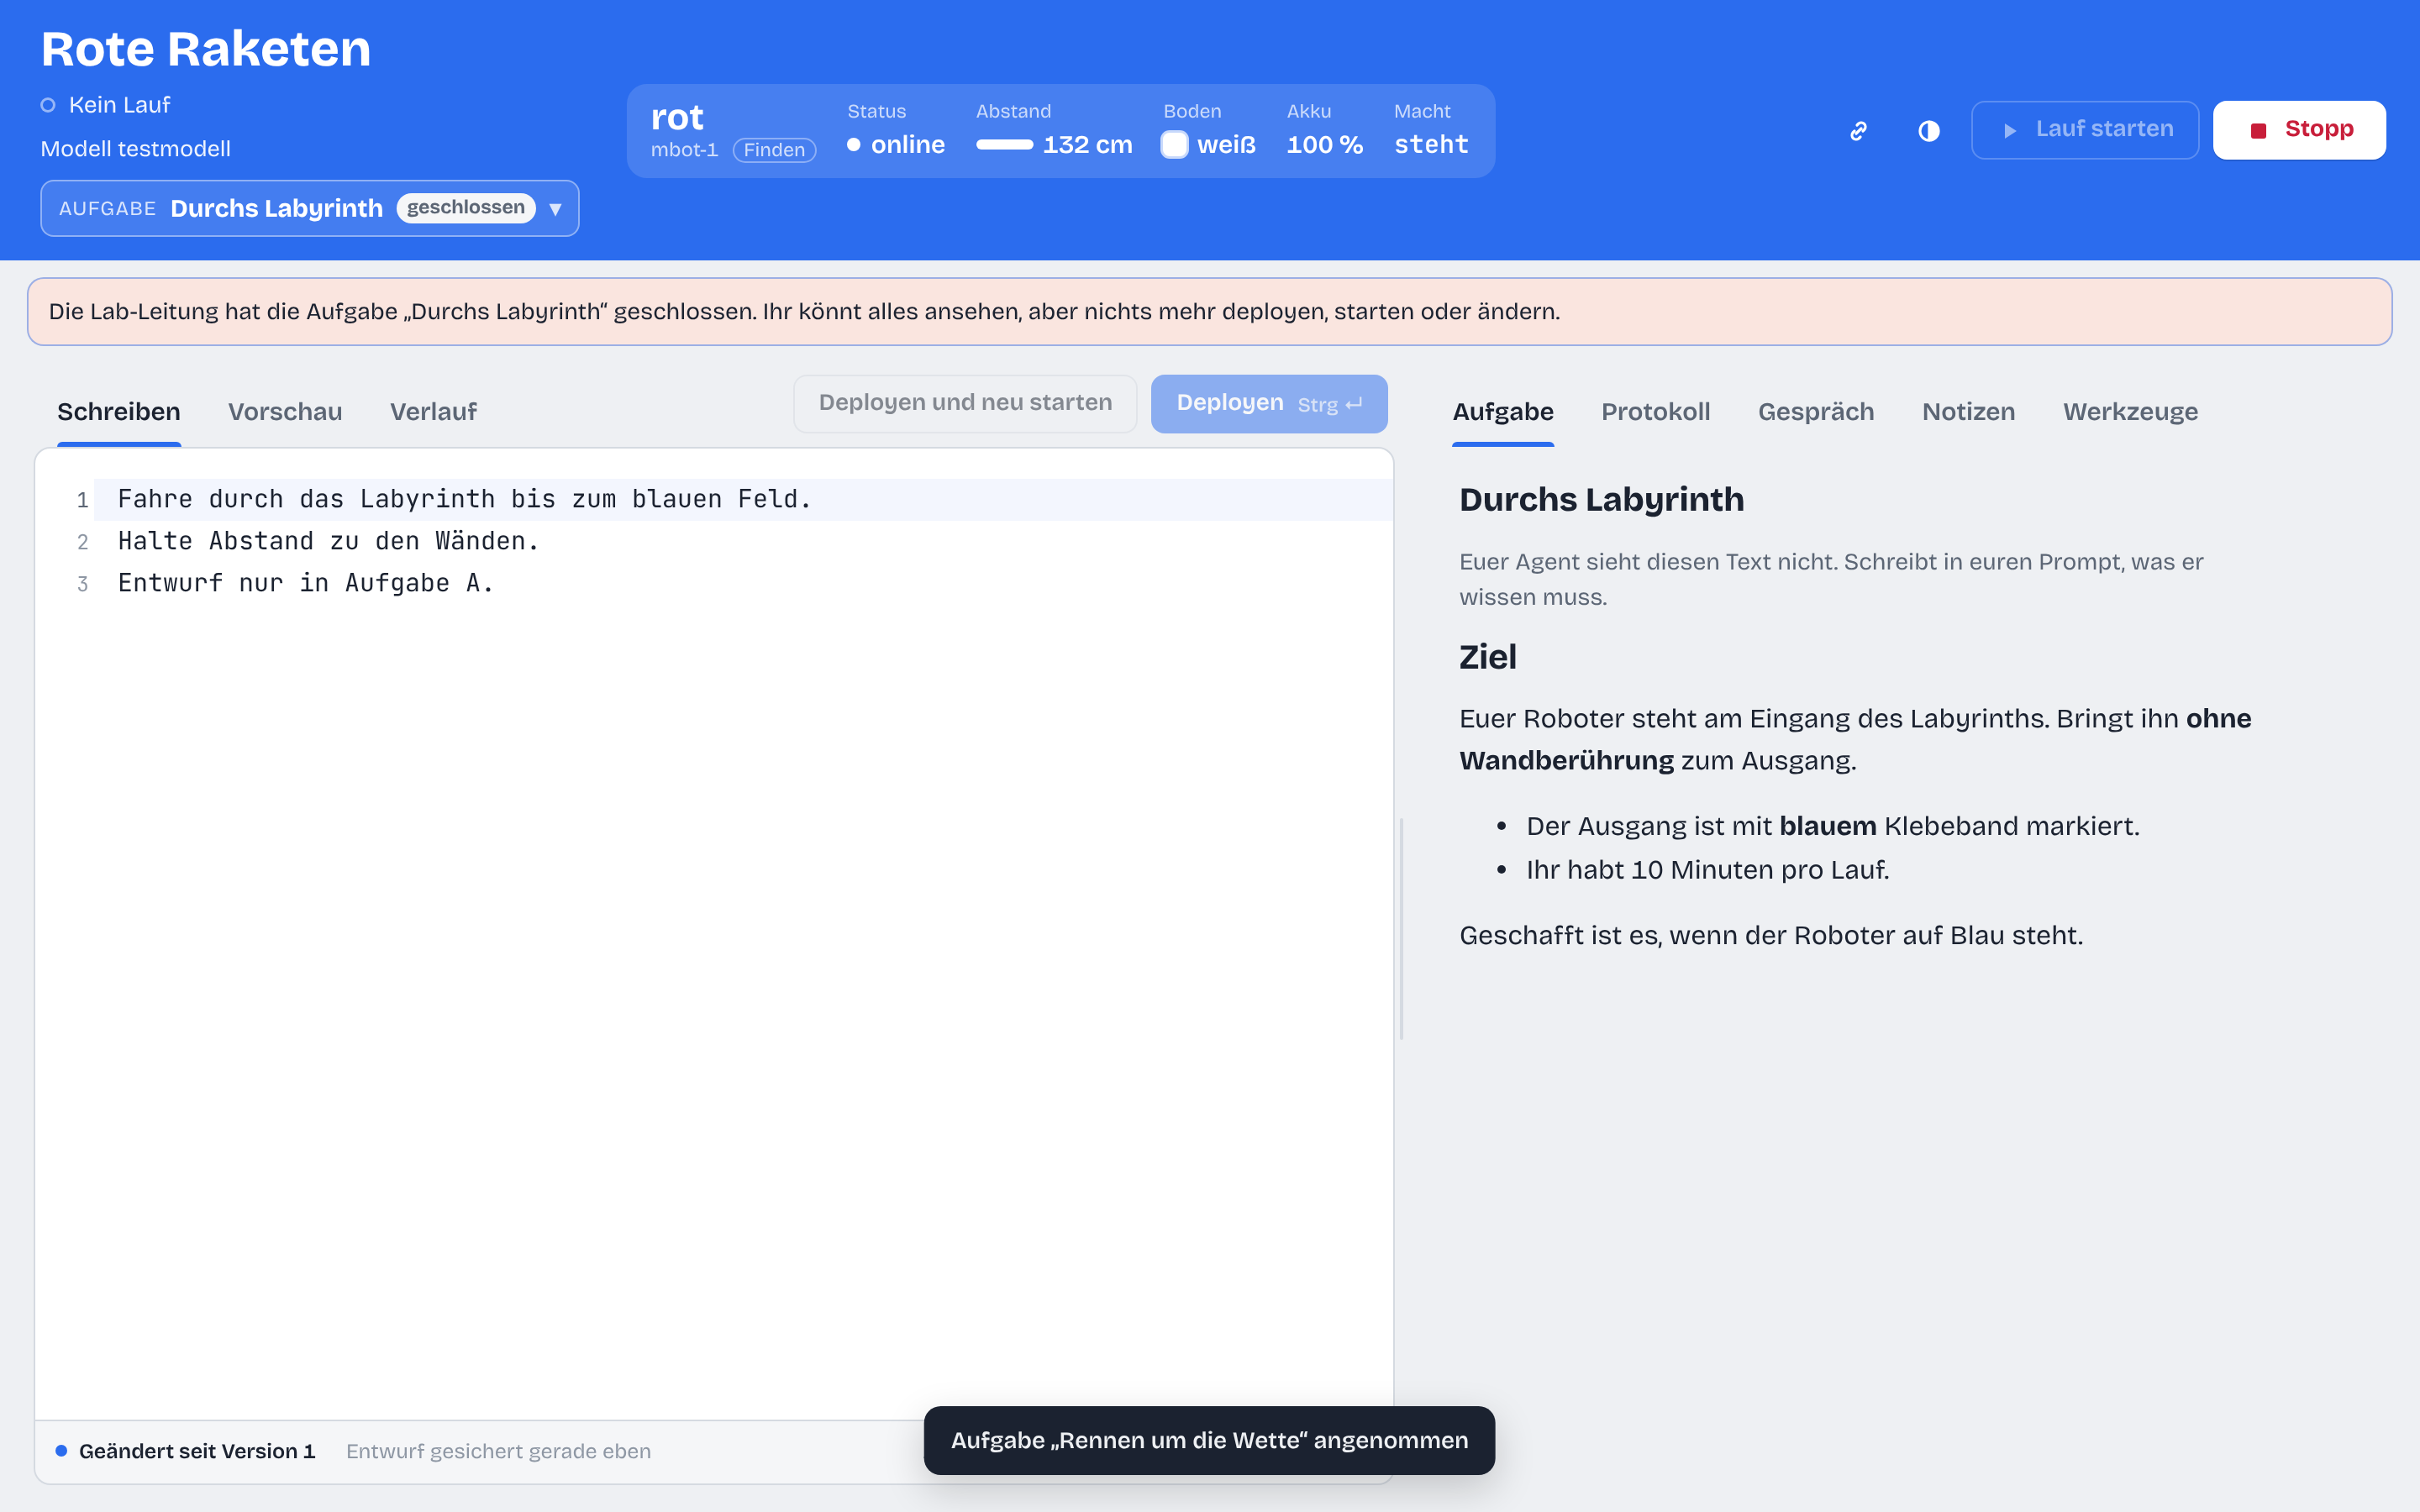 Rote Raketen
Kein Lauf
Modell testmodell
AUFGABE Durchs Labyrinth geschlossen ▼
rot
mbot-1 Finden
Status
online
Abstand
132 cm
Boden
weiß
Akku
100 %
Macht
steht
Lauf starten
Stopp
Die Lab-Leitung hat die Aufgabe „Durchs Labyrinth“ geschlossen. Ihr könnt alles ansehen, aber nichts mehr deployen, starten oder ändern.
Schreiben Vorschau Verlauf
Deployen und neu starten
Deployen Strg ↵
1 Fahre durch das Labyrinth bis zum blauen Feld.
2 Halte Abstand zu den Wänden.
3 Entwurf nur in Aufgabe A.
Geändert seit Version 1 Entwurf gesichert gerade eben
Aufgabe Protokoll Gespräch Notizen Werkzeuge
Durchs Labyrinth
Euer Agent sieht diesen Text nicht. Schreibt in euren Prompt, was er
wissen muss.
Ziel
Euer Roboter steht am Eingang des Labyrinths. Bringt ihn ohne
Wandberührung zum Ausgang.
• Der Ausgang ist mit blauem Klebeband markiert.
• Ihr habt 10 Minuten pro Lauf.
Geschafft ist es, wenn der Roboter auf Blau steht.
Aufgabe „Rennen um die Wette“ angenommen